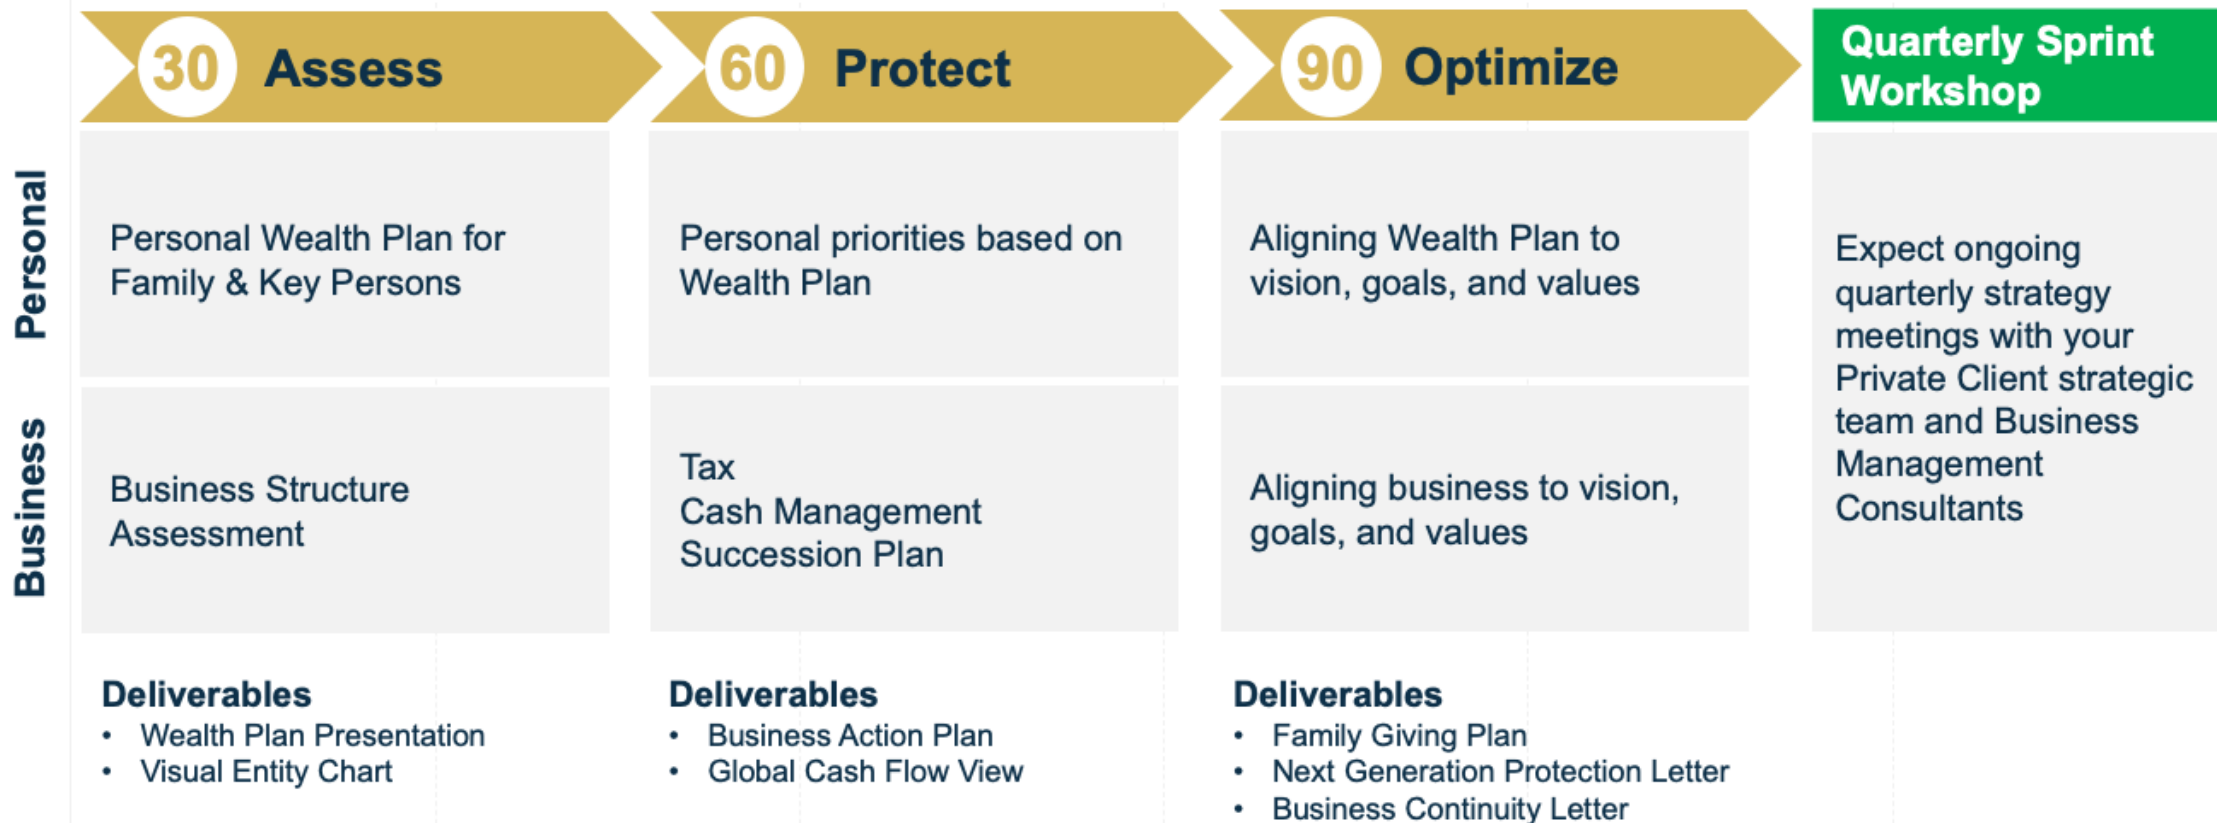 30 Assess
60 Protect
90 Optimize
Quarterly Sprint
Workshop
Personal
Personal Wealth Plan for
Family & Key Persons
Personal priorities based on
Wealth Plan
Aligning Wealth Plan to
vision, goals, and values
Expect ongoing
quarterly strategy
meetings with your
Private Client strategic
team and Business
Management
Consultants
Business
Business Structure
Assessment
Tax
Cash Management
Succession Plan
Aligning business to vision,
goals, and values
Deliverables
• Wealth Plan Presentation
• Visual Entity Chart
Deliverables
• Business Action Plan
• Global Cash Flow View
Deliverables
• Family Giving Plan
• Next Generation Protection Letter
• Business Continuity Letter